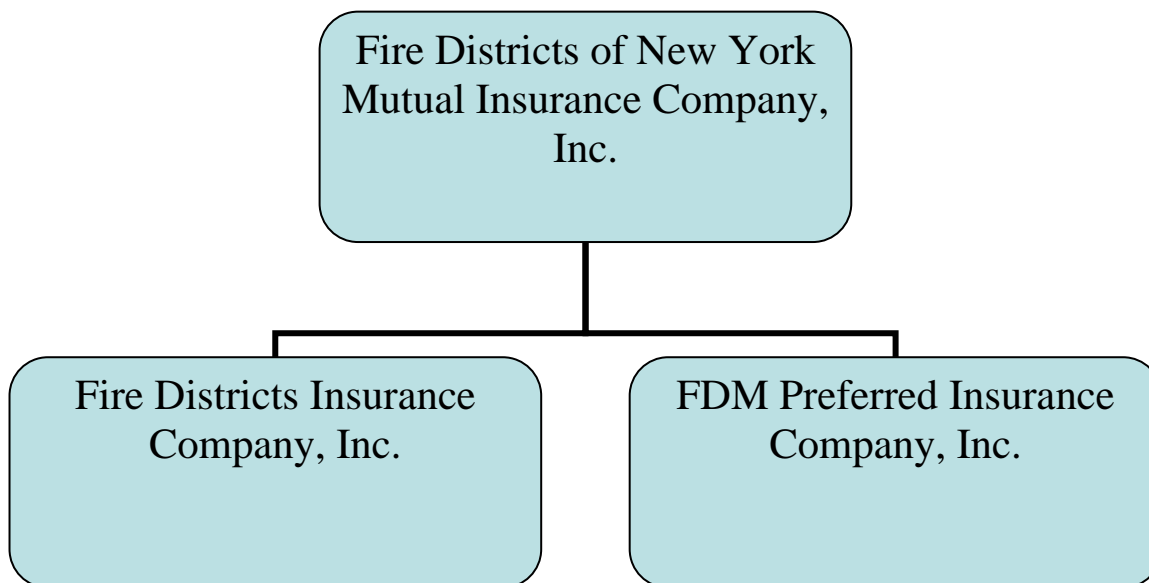 Fire Districts of New York
Mutual Insurance Company,
Inc.
Fire Districts Insurance
Company, Inc.
FDM Preferred Insurance
Company, Inc.